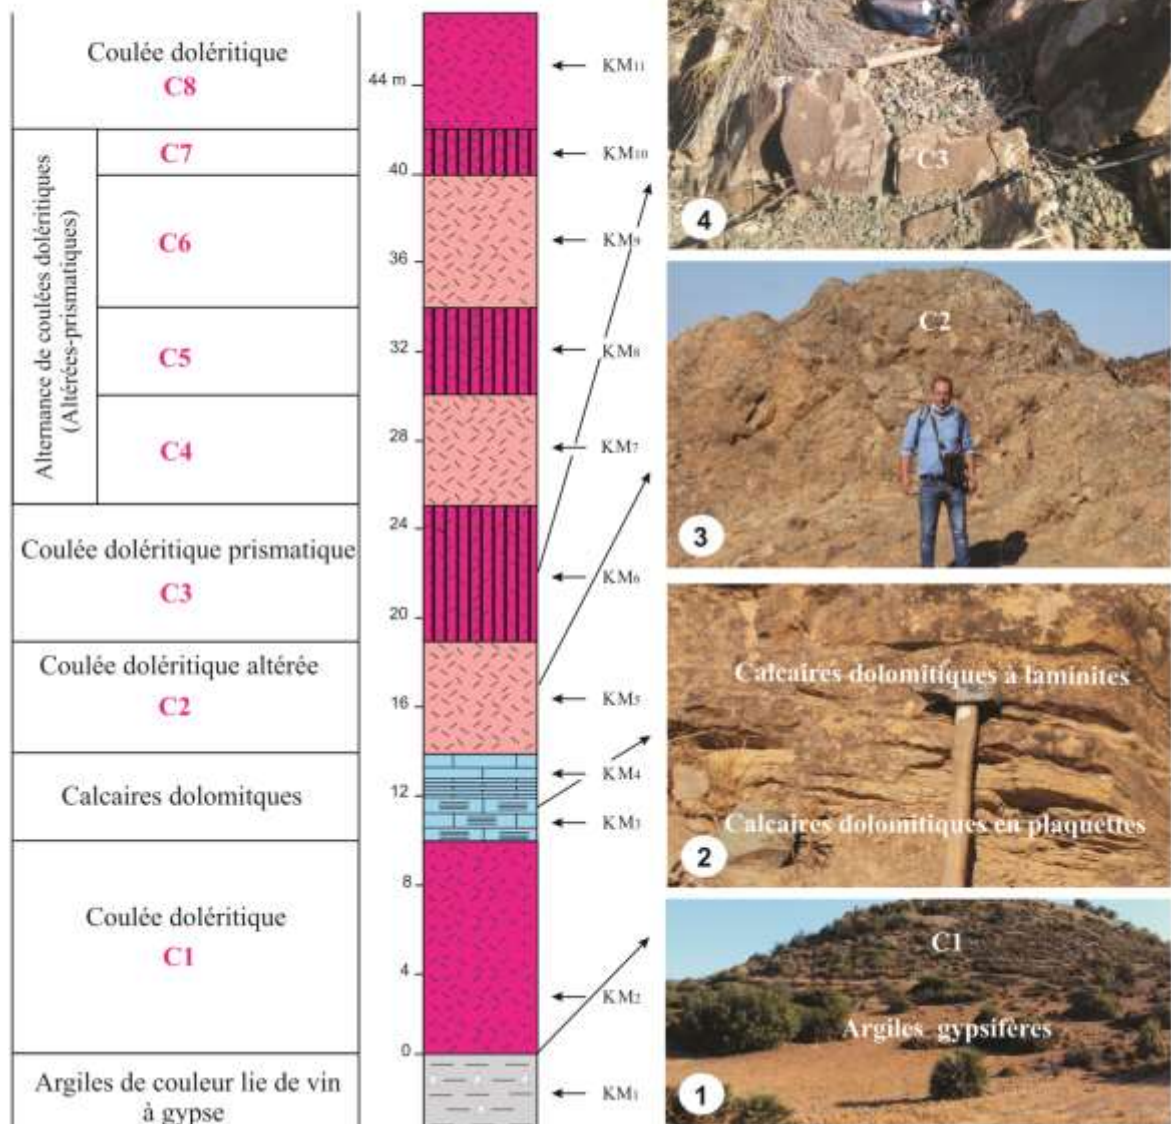 Coulée doléritique
C8
Alternance de coulées doléritiques
(Altérées-prismatiques)
C7
C6
C5
C4
Coulée doléritique prismatique
C3
Coulée doléritique altérée
C2
Calcaires dolomitques
Coulée doléritique
C1
Argiles de couleur lie de vin
à gypse
44 m
40
36
32
28
24
20
16
12
8
4
0
KM11
KM10
KM9
KM8
KM7
KM6
KM5
KM4
KM3
KM2
KM1
C3
4
C2
3
Calcaires dolomitiques à laminites
Calcaires dolomitiques en plaquettes
2
C1
Argiles gypsifères
1